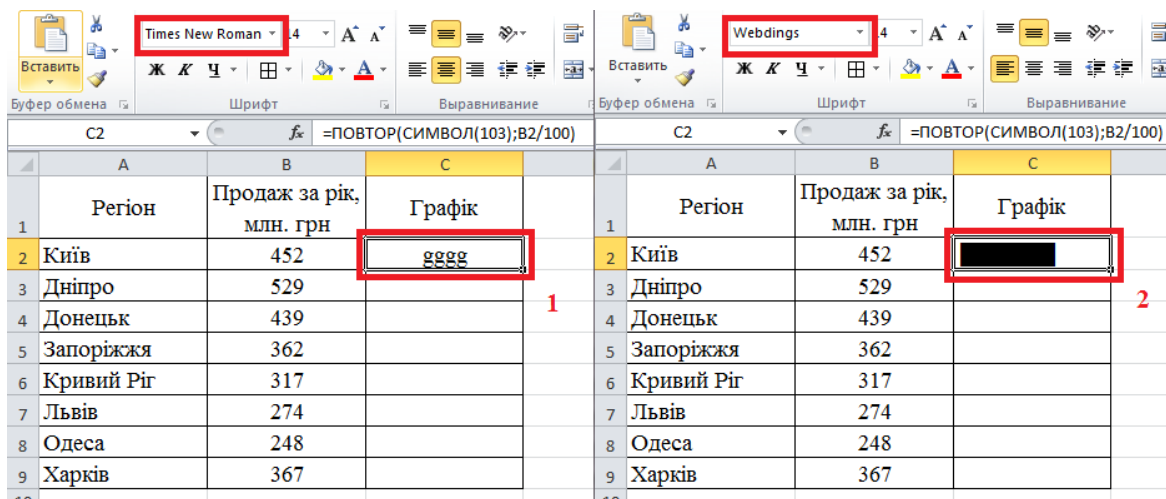 Times New Roman 14
Вставить
Ж К Ч
Буфер обмена Шрифт Выравнивание
C2 fx =ПОВТОР(СИМВОЛ(103);B2/100)
A B C
1 Регіон Продаж за рік, млн. грн Графік
2 Київ 452 gggg
3 Дніпро 529
4 Донецьк 439
5 Запоріжжя 362
6 Кривий Ріг 317
7 Львів 274
8 Одеса 248
9 Харків 367
1
Webdings
Вставить
Ж К Ч
Буфер обмена Шрифт Выравнивание
C2 fx =ПОВТОР(СИМВОЛ(103);B2/100)
A B C
1 Регіон Продаж за рік, млн. грн Графік
2 Київ 452
3 Дніпро 529
4 Донецьк 439
5 Запоріжжя 362
6 Кривий Ріг 317
7 Львів 274
8 Одеса 248
9 Харків 367
2